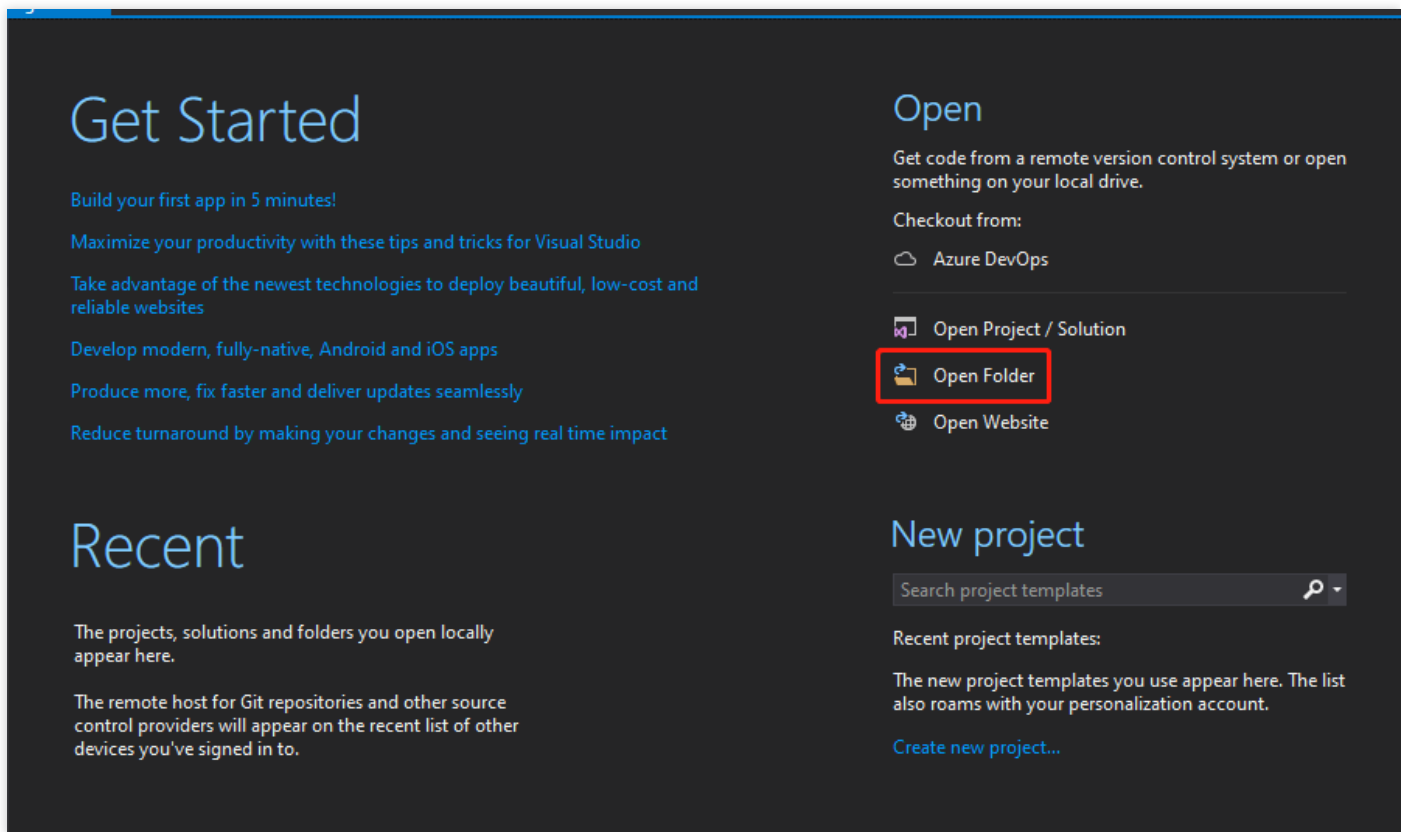 Get Started
Build your first app in 5 minutes!
Maximize your productivity with these tips and tricks for Visual Studio
Take advantage of the newest technologies to deploy beautiful, low-cost and
reliable websites
Develop modern, fully-native, Android and iOS apps
Produce more, fix faster and deliver updates seamlessly
Reduce turnaround by making your changes and seeing real time impact
Recent
The projects, solutions and folders you open locally
appear here.
The remote host for Git repositories and other source
control providers will appear on the recent list of other
devices you've signed in to.
Open
Get code from a remote version control system or open
something on your local drive.
Checkout from:
Azure DevOps
Open Project / Solution
Open Folder
Open Website
New project
Search project templates
Recent project templates:
The new project templates you use appear here. The list
also roams with your personalization account.
Create new project...